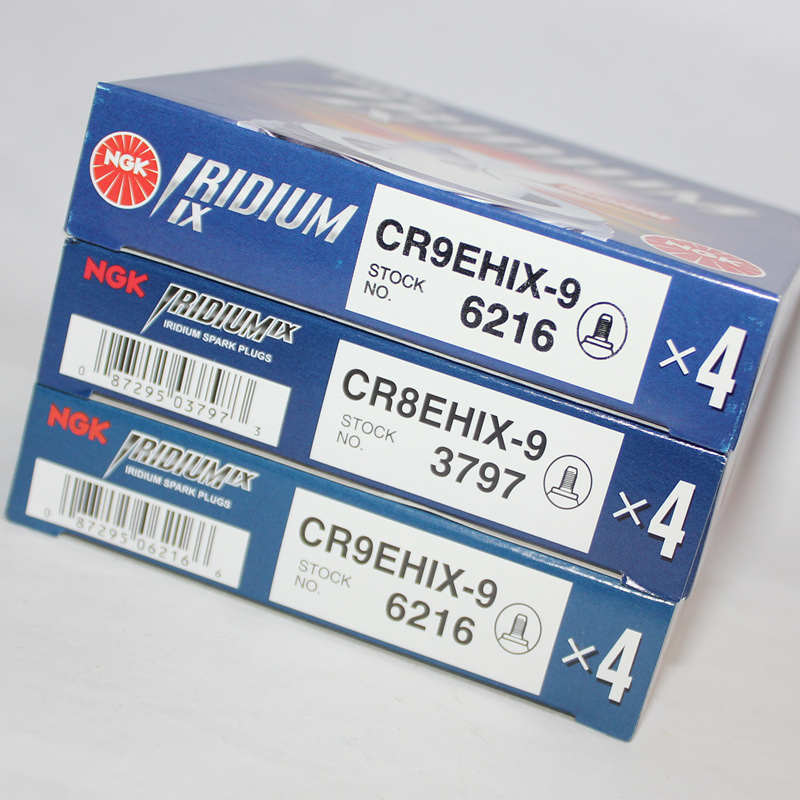 NGK
IRIDIUM
IX
CR9EHIX-9
STOCK
NO.
6216
×4
NGK
IRIDIUM IX
IRIDIUM SPARK PLUGS
0 87295 03797 3
CR8EHIX-9
STOCK
NO.
3797
×4
NGK
IRIDIUM IX
IRIDIUM SPARK PLUGS
0 87295 06216 6
CR9EHIX-9
STOCK
NO.
6216
×4